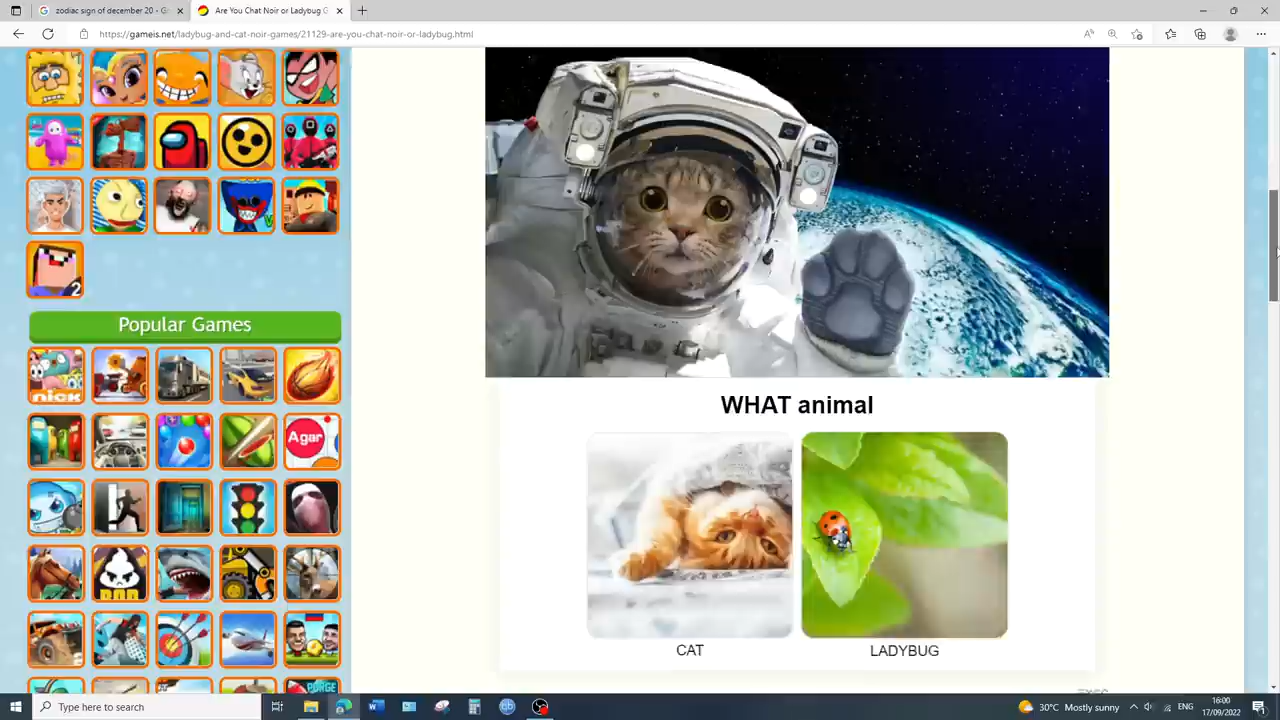 zodiac sign of december 20 - G
Are You Chat Noir or Ladybug G
https://gameis.net/ladybug-and-cat-noir-games/21129-are-you-chat-noir-or-ladybug.html
V
2
Popular Games
nick
Agar
PORGE
WHAT animal
CAT
LADYBUG
Type here to search
30°C Mostly sunny
ENG
16:00
17/09/2022